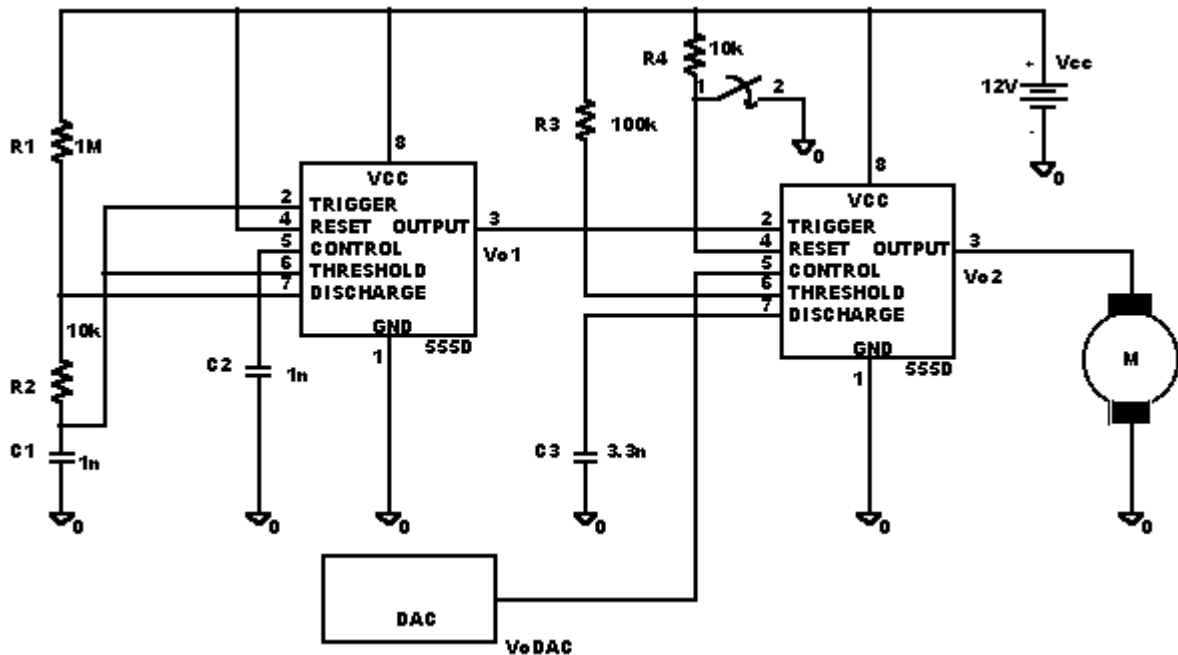 R4
10k
1
2
Vcc
+
12V
-
0
0
R1
1M
R3
100k
8
VCC
2 TRIGGER
4 RESET OUTPUT 3
5 CONTROL
6 THRESHOLD
7 DISCHARGE
GND
1
555D
Vo1
8
VCC
2 TRIGGER
4 RESET OUTPUT 3
5 CONTROL
6 THRESHOLD
7 DISCHARGE
GND
1
555D
Vo2
M
10k
R2
C2
1n
C1
1n
C3
3.3n
0
0
0
0
0
0
DAC
VoDAC